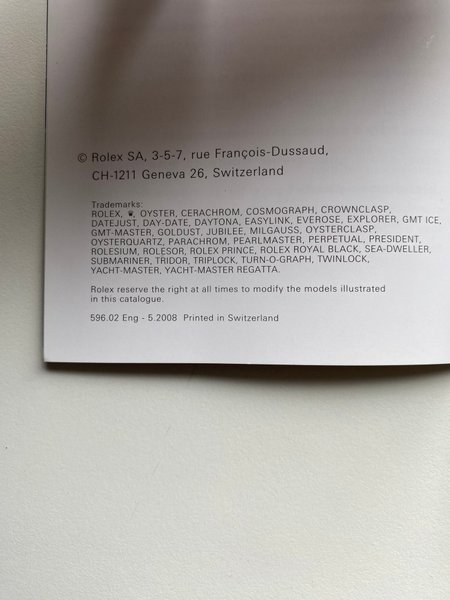 © Rolex SA, 3-5-7, rue François-Dussaud,
CH-1211 Geneva 26, Switzerland
Trademarks:
ROLEX, , OYSTER, CERACHROM, COSMOGRAPH, CROWNCLASP,
DATEJUST, DAY-DATE, DAYTONA, EASYLINK, EVEROSE, EXPLORER, GMT ICE,
GMT-MASTER, GOLDUST, JUBILEE, MILGAUSS, OYSTERCLASP,
OYSTERQUARTZ, PARACHROM, PEARLMASTER, PERPETUAL, PRESIDENT,
ROLESIUM, ROLESOR, ROLEX PRINCE, ROLEX ROYAL BLACK, SEA-DWELLER,
SUBMARINER, TRIDOR, TRIPLOCK, TURN-O-GRAPH, TWINLOCK,
YACHT-MASTER, YACHT-MASTER REGATTA.
Rolex reserve the right at all times to modify the models illustrated
in this catalogue.
596.02 Eng - 5.2008 Printed in Switzerland